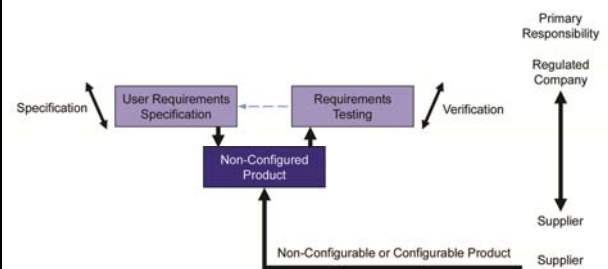 Primary
Responsibility
Regulated
Company
Specification
User Requirements
Specification
Requirements
Testing
Verification
Non-Configured
Product
Supplier
Non-Configurable or Configurable Product
Supplier